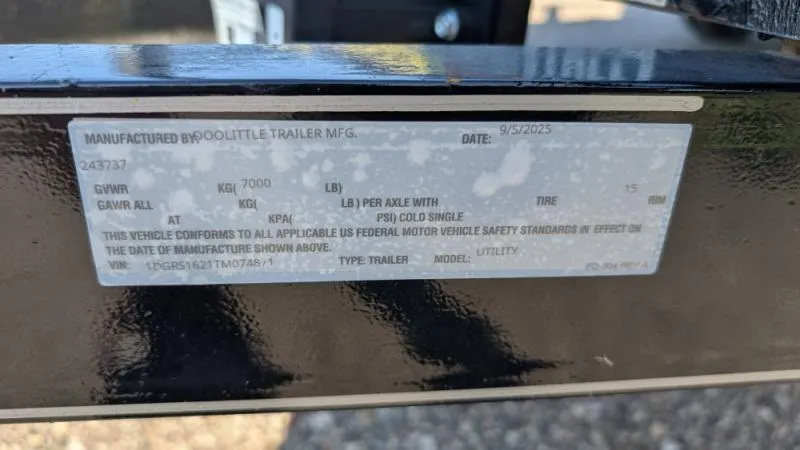 MANUFACTURED BY: DOOLITTLE TRAILER MFG. DATE: 9/5/2025
243737
GVWR KG( 7000 LB)
GAWR ALL KG( LB ) PER AXLE WITH TIRE 15 RIM
AT KPA( PSI) COLD SINGLE
THIS VEHICLE CONFORMS TO ALL APPLICABLE US FEDERAL MOTOR VEHICLE SAFETY STANDARDS IN EFFECT ON
THE DATE OF MANUFACTURE SHOWN ABOVE.
VIN: 1DGRS1621TM074871 TYPE: TRAILER MODEL: UTILITY